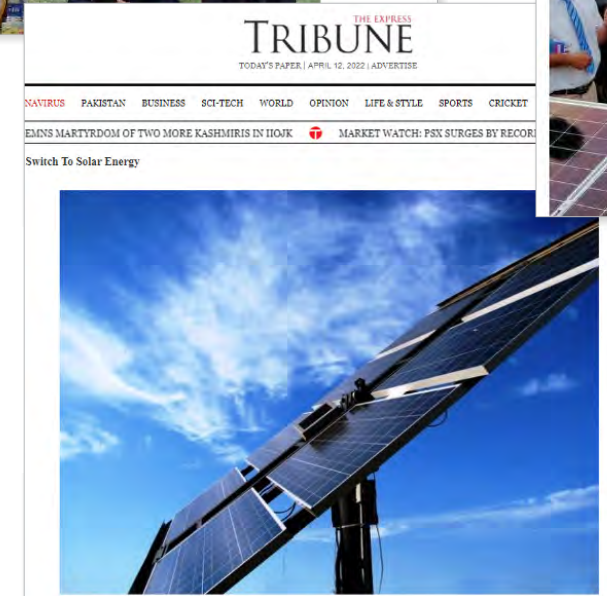 THE EXPRESS
TRIBUNE
TODAY'S PAPER | APRIL 12, 2022 | ADVERTISE
NAVIRUS PAKISTAN BUSINESS SCI-TECH WORLD OPINION LIFE & STYLE SPORTS CRICKET
EMNS MARTYRDOM OF TWO MORE KASHMIRIS IN IIOJK MARKET WATCH: PSX SURGES BY RECOR
Switch To Solar Energy